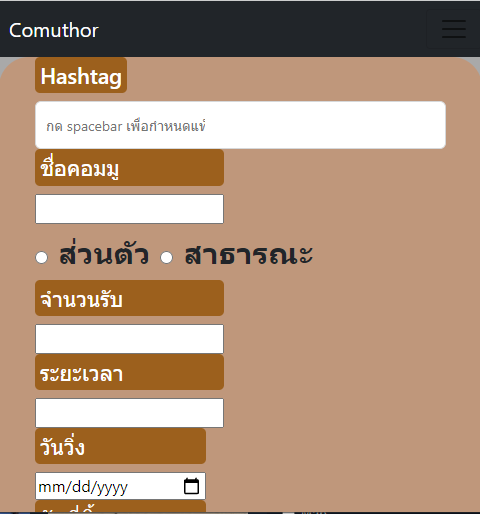 Comuthor
Hashtag
กด spacebar เพื่อกำหนดแท่
ชื่อคอมมู
ส่วนตัว สาธารณะ
จำนวนรับ
ระยะเวลา
วันวิ่ง
mm/dd/yyyy